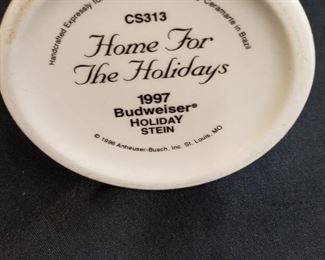 Handcrafted Expressly for Ceramarte in Brazil
CS313
Home For
The Holidays
1997
Budweiser®
HOLIDAY
STEIN
© 1996 Anheuser-Busch, Inc. St. Louis, MO